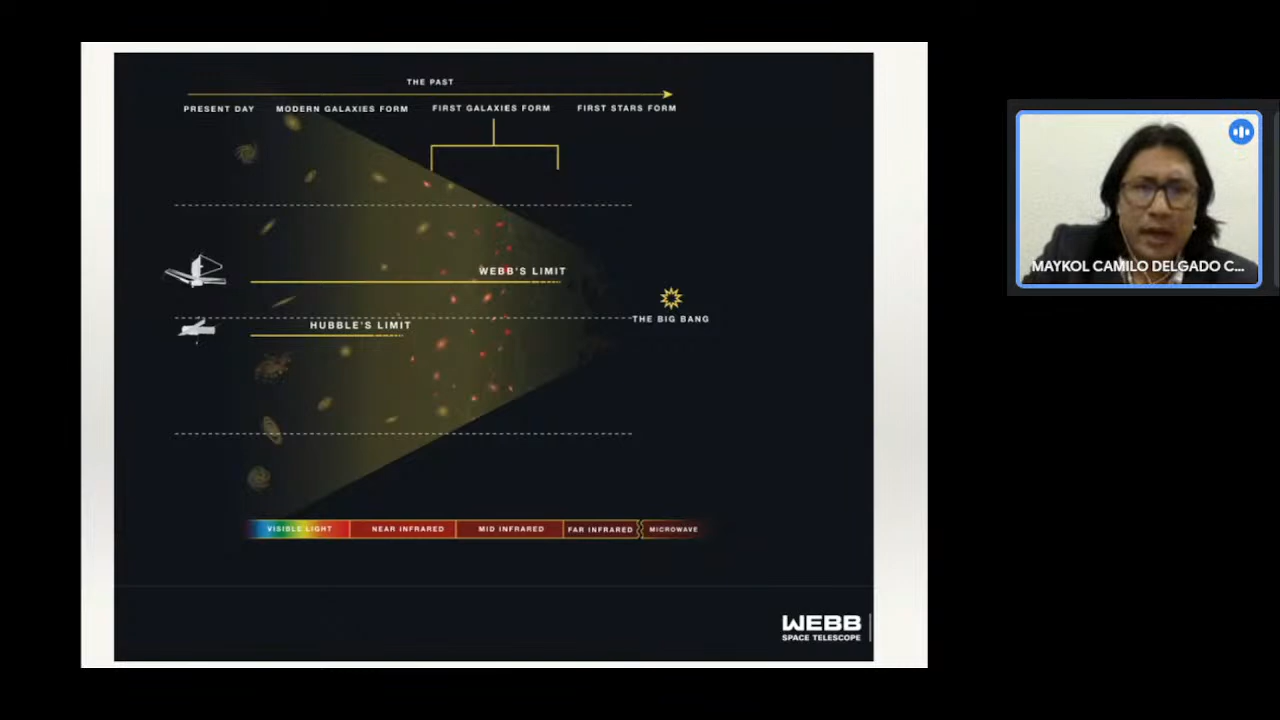 THE PAST
PRESENT DAY
MODERN GALAXIES FORM
FIRST GALAXIES FORM
FIRST STARS FORM
WEBB'S LIMIT
THE BIG BANG
HUBBLE'S LIMIT
VISIBLE LIGHT
NEAR INFRARED
MID INFRARED
FAR INFRARED
MICROWAVE
WEBB
SPACE TELESCOPE
MAYKOL CAMILO DELGADO C...